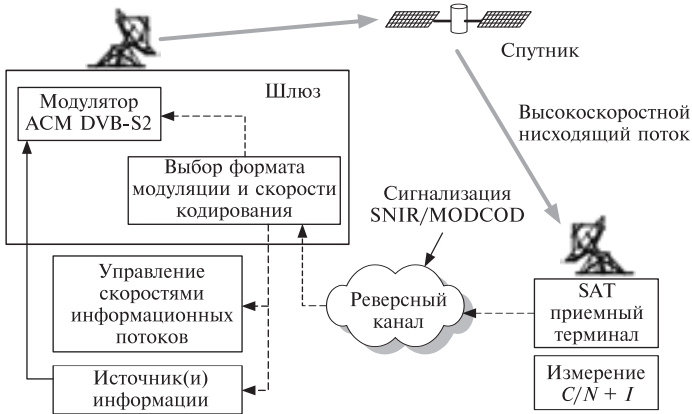 Спутник
Шлюз
Модулятор
ACM DVB-S2
Высокоскоростной
нисходящий поток
Выбор формата
модуляции и скорости
кодирования
Сигнализация
SNIR/MODCOD
Управление
скоростями
информационных
потоков
Реверсный
канал
SAT
приемный
терминал
Источник(и)
информации
Измерение
C/N + I